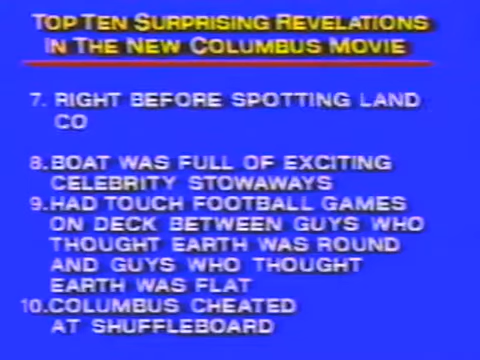 TOP TEN SURPRISING REVELATIONS
IN THE NEW COLUMBUS MOVIE
7. RIGHT BEFORE SPOTTING LAND
CO
8. BOAT WAS FULL OF EXCITING
CELEBRITY STOWAWAYS
9. HAD TOUCH FOOTBALL GAMES
ON DECK BETWEEN GUYS WHO
THOUGHT EARTH WAS ROUND
AND GUYS WHO THOUGHT
EARTH WAS FLAT
10. COLUMBUS CHEATED
AT SHUFFLEBOARD